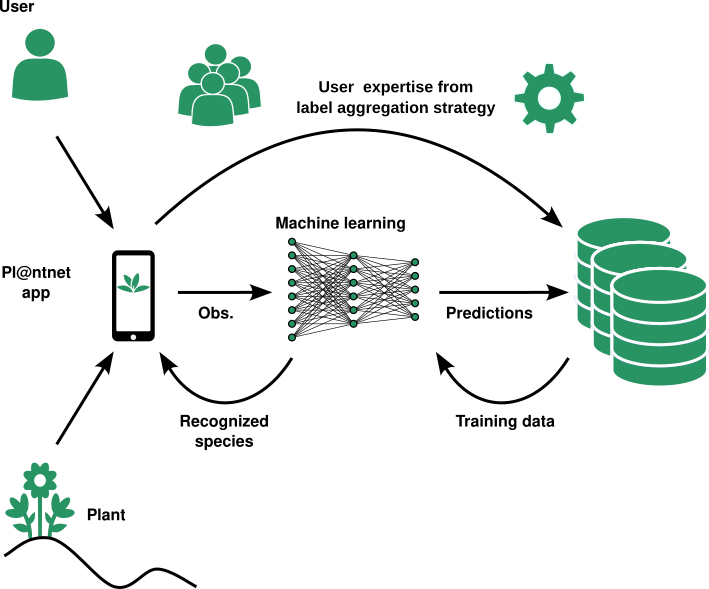 User
User expertise from
label aggregation strategy
Machine learning
Pl@ntnet
app
Obs.
Predictions
Recognized
species
Training data
Plant